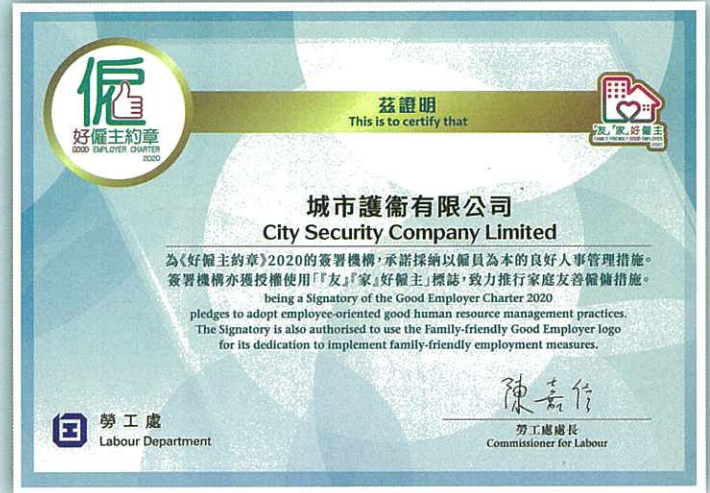 僱
好僱主約章
GOOD EMPLOYER CHARTER
2020
茲證明
This is to certify that
「友」「家」好僱主
FAMILY-FRIENDLY GOOD EMPLOYER
城市護衞有限公司
City Security Company Limited
為《好僱主約章》2020的簽署機構，承諾採納以僱員為本的良好人事管理措施。
簽署機構亦獲授權使用「『友』『家』好僱主」標誌，致力推行家庭友善僱傭措施。
being a Signatory of the Good Employer Charter 2020
pledges to adopt employee-oriented good human resource management practices.
The Signatory is also authorised to use the Family-friendly Good Employer logo
for its dedication to implement family-friendly employment measures.
勞工處
Labour Department
陳嘉信
勞工處處長
Commissioner for Labour